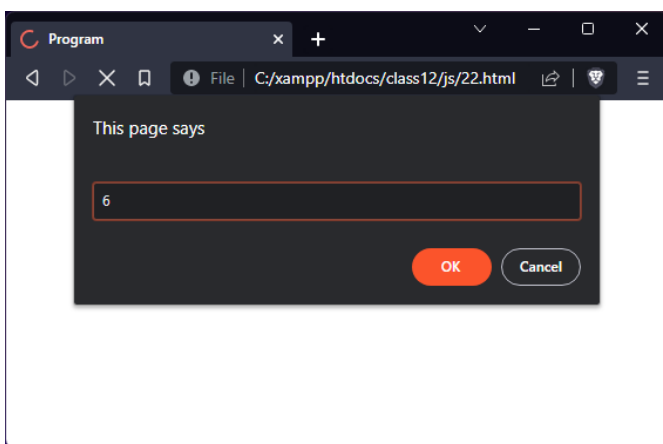 Program
File C:/xampp/htdocs/class12/js/22.html
This page says
6
OK Cancel